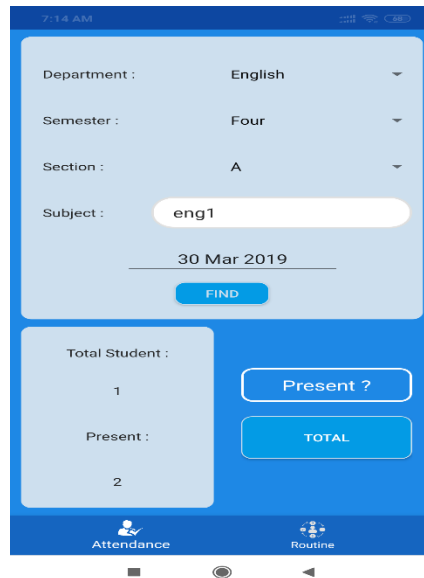 7:14 AM 58
Department : English
Semester : Four
Section : A
Subject : eng1
30 Mar 2019
FIND
Total Student :
1
Present ?
Present :
TOTAL
2
Attendance Routine